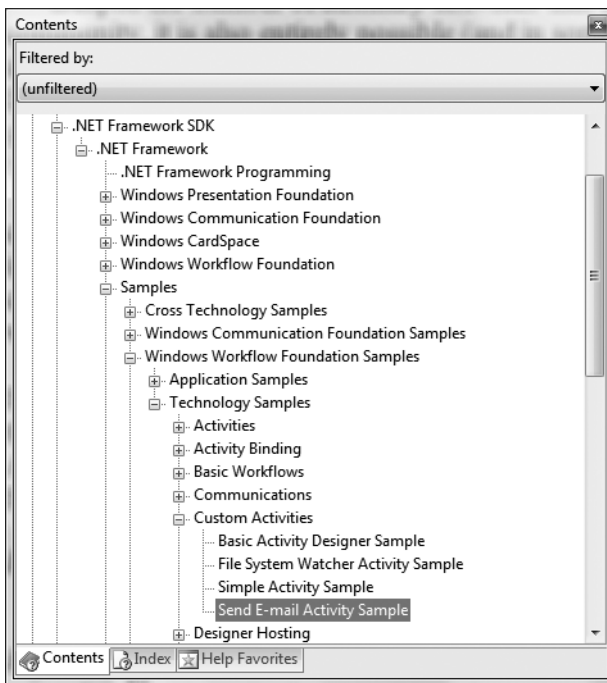 Contents
Filtered by:
(unfiltered)
.NET Framework SDK
.NET Framework
.NET Framework Programming
Windows Presentation Foundation
Windows Communication Foundation
Windows CardSpace
Windows Workflow Foundation
Samples
Cross Technology Samples
Windows Communication Foundation Samples
Windows Workflow Foundation Samples
Application Samples
Technology Samples
Activities
Activity Binding
Basic Workflows
Communications
Custom Activities
Basic Activity Designer Sample
File System Watcher Activity Sample
Simple Activity Sample
Send E-mail Activity Sample
Designer Hosting
Contents Index Help Favorites